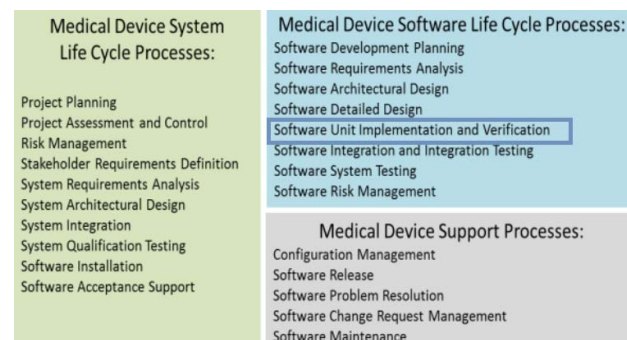 Medical Device System
Life Cycle Processes:
Project Planning
Project Assessment and Control
Risk Management
Stakeholder Requirements Definition
System Requirements Analysis
System Architectural Design
System Integration
System Qualification Testing
Software Installation
Software Acceptance Support
Medical Device Software Life Cycle Processes:
Software Development Planning
Software Requirements Analysis
Software Architectural Design
Software Detailed Design
Software Unit Implementation and Verification
Software Integration and Integration Testing
Software System Testing
Software Risk Management
Medical Device Support Processes:
Configuration Management
Software Release
Software Problem Resolution
Software Change Request Management
Software Maintenance